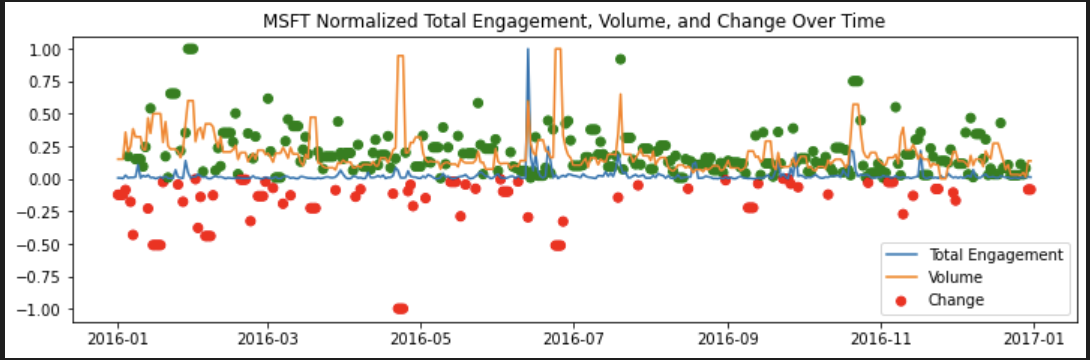 MSFT Normalized Total Engagement, Volume, and Change Over Time
1.00
0.75
0.50
0.25
0.00
−0.25
−0.50
−0.75
−1.00
Total Engagement
Volume
Change
2016-01 2016-03 2016-05 2016-07 2016-09 2016-11 2017-01